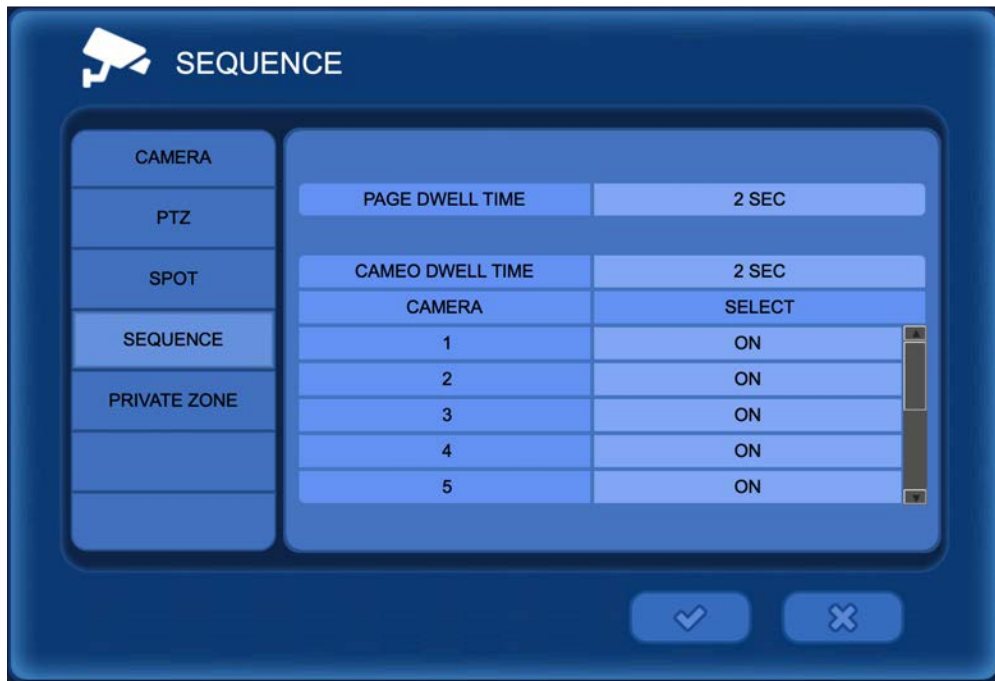 SEQUENCE
CAMERA
PTZ
SPOT
SEQUENCE
PRIVATE ZONE
PAGE DWELL TIME 2 SEC
CAMEO DWELL TIME 2 SEC
CAMERA SELECT
1 ON
2 ON
3 ON
4 ON
5 ON